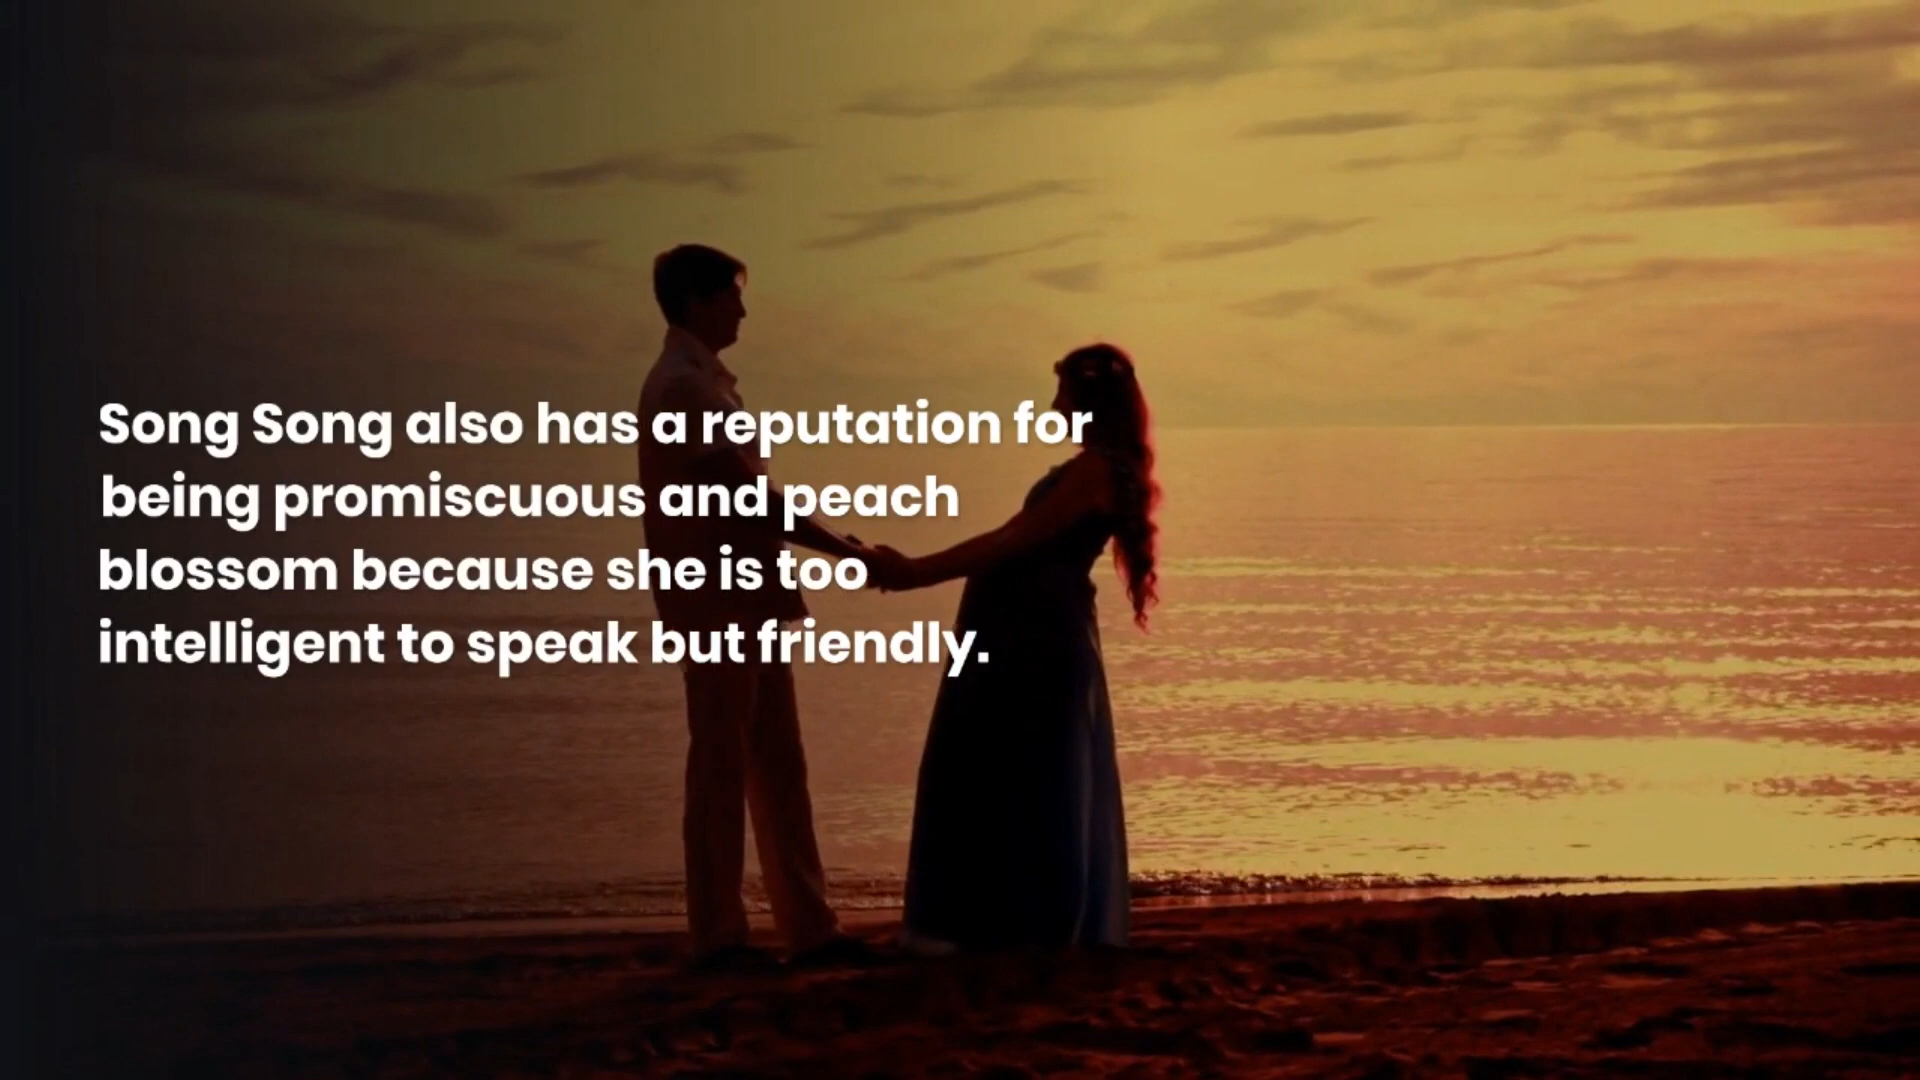 Song Song also has a reputation for
being promiscuous and peach
blossom because she is too
intelligent to speak but friendly.